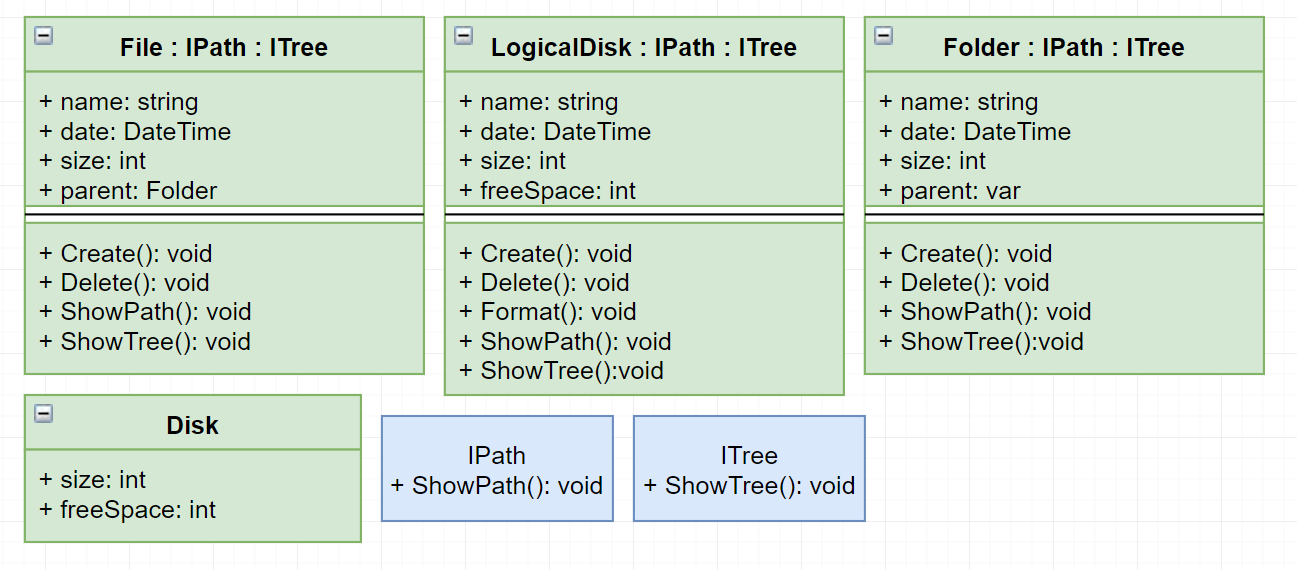 File : IPath : ITree
+ name: string
+ date: DateTime
+ size: int
+ parent: Folder
+ Create(): void
+ Delete(): void
+ ShowPath(): void
+ ShowTree(): void
LogicalDisk : IPath : ITree
+ name: string
+ date: DateTime
+ size: int
+ freeSpace: int
+ Create(): void
+ Delete(): void
+ Format(): void
+ ShowPath(): void
+ ShowTree():void
Folder : IPath : ITree
+ name: string
+ date: DateTime
+ size: int
+ parent: var
+ Create(): void
+ Delete(): void
+ ShowPath(): void
+ ShowTree():void
Disk
+ size: int
+ freeSpace: int
IPath
+ ShowPath(): void
ITree
+ ShowTree(): void